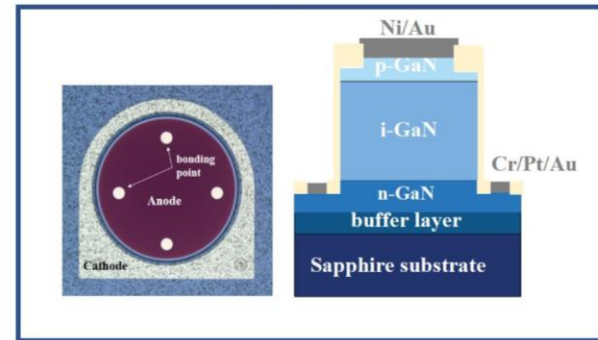 bonding
point
Anode
Cathode
Ni/Au
p-GaN
i-GaN
Cr/Pt/Au
n-GaN
buffer layer
Sapphire substrate